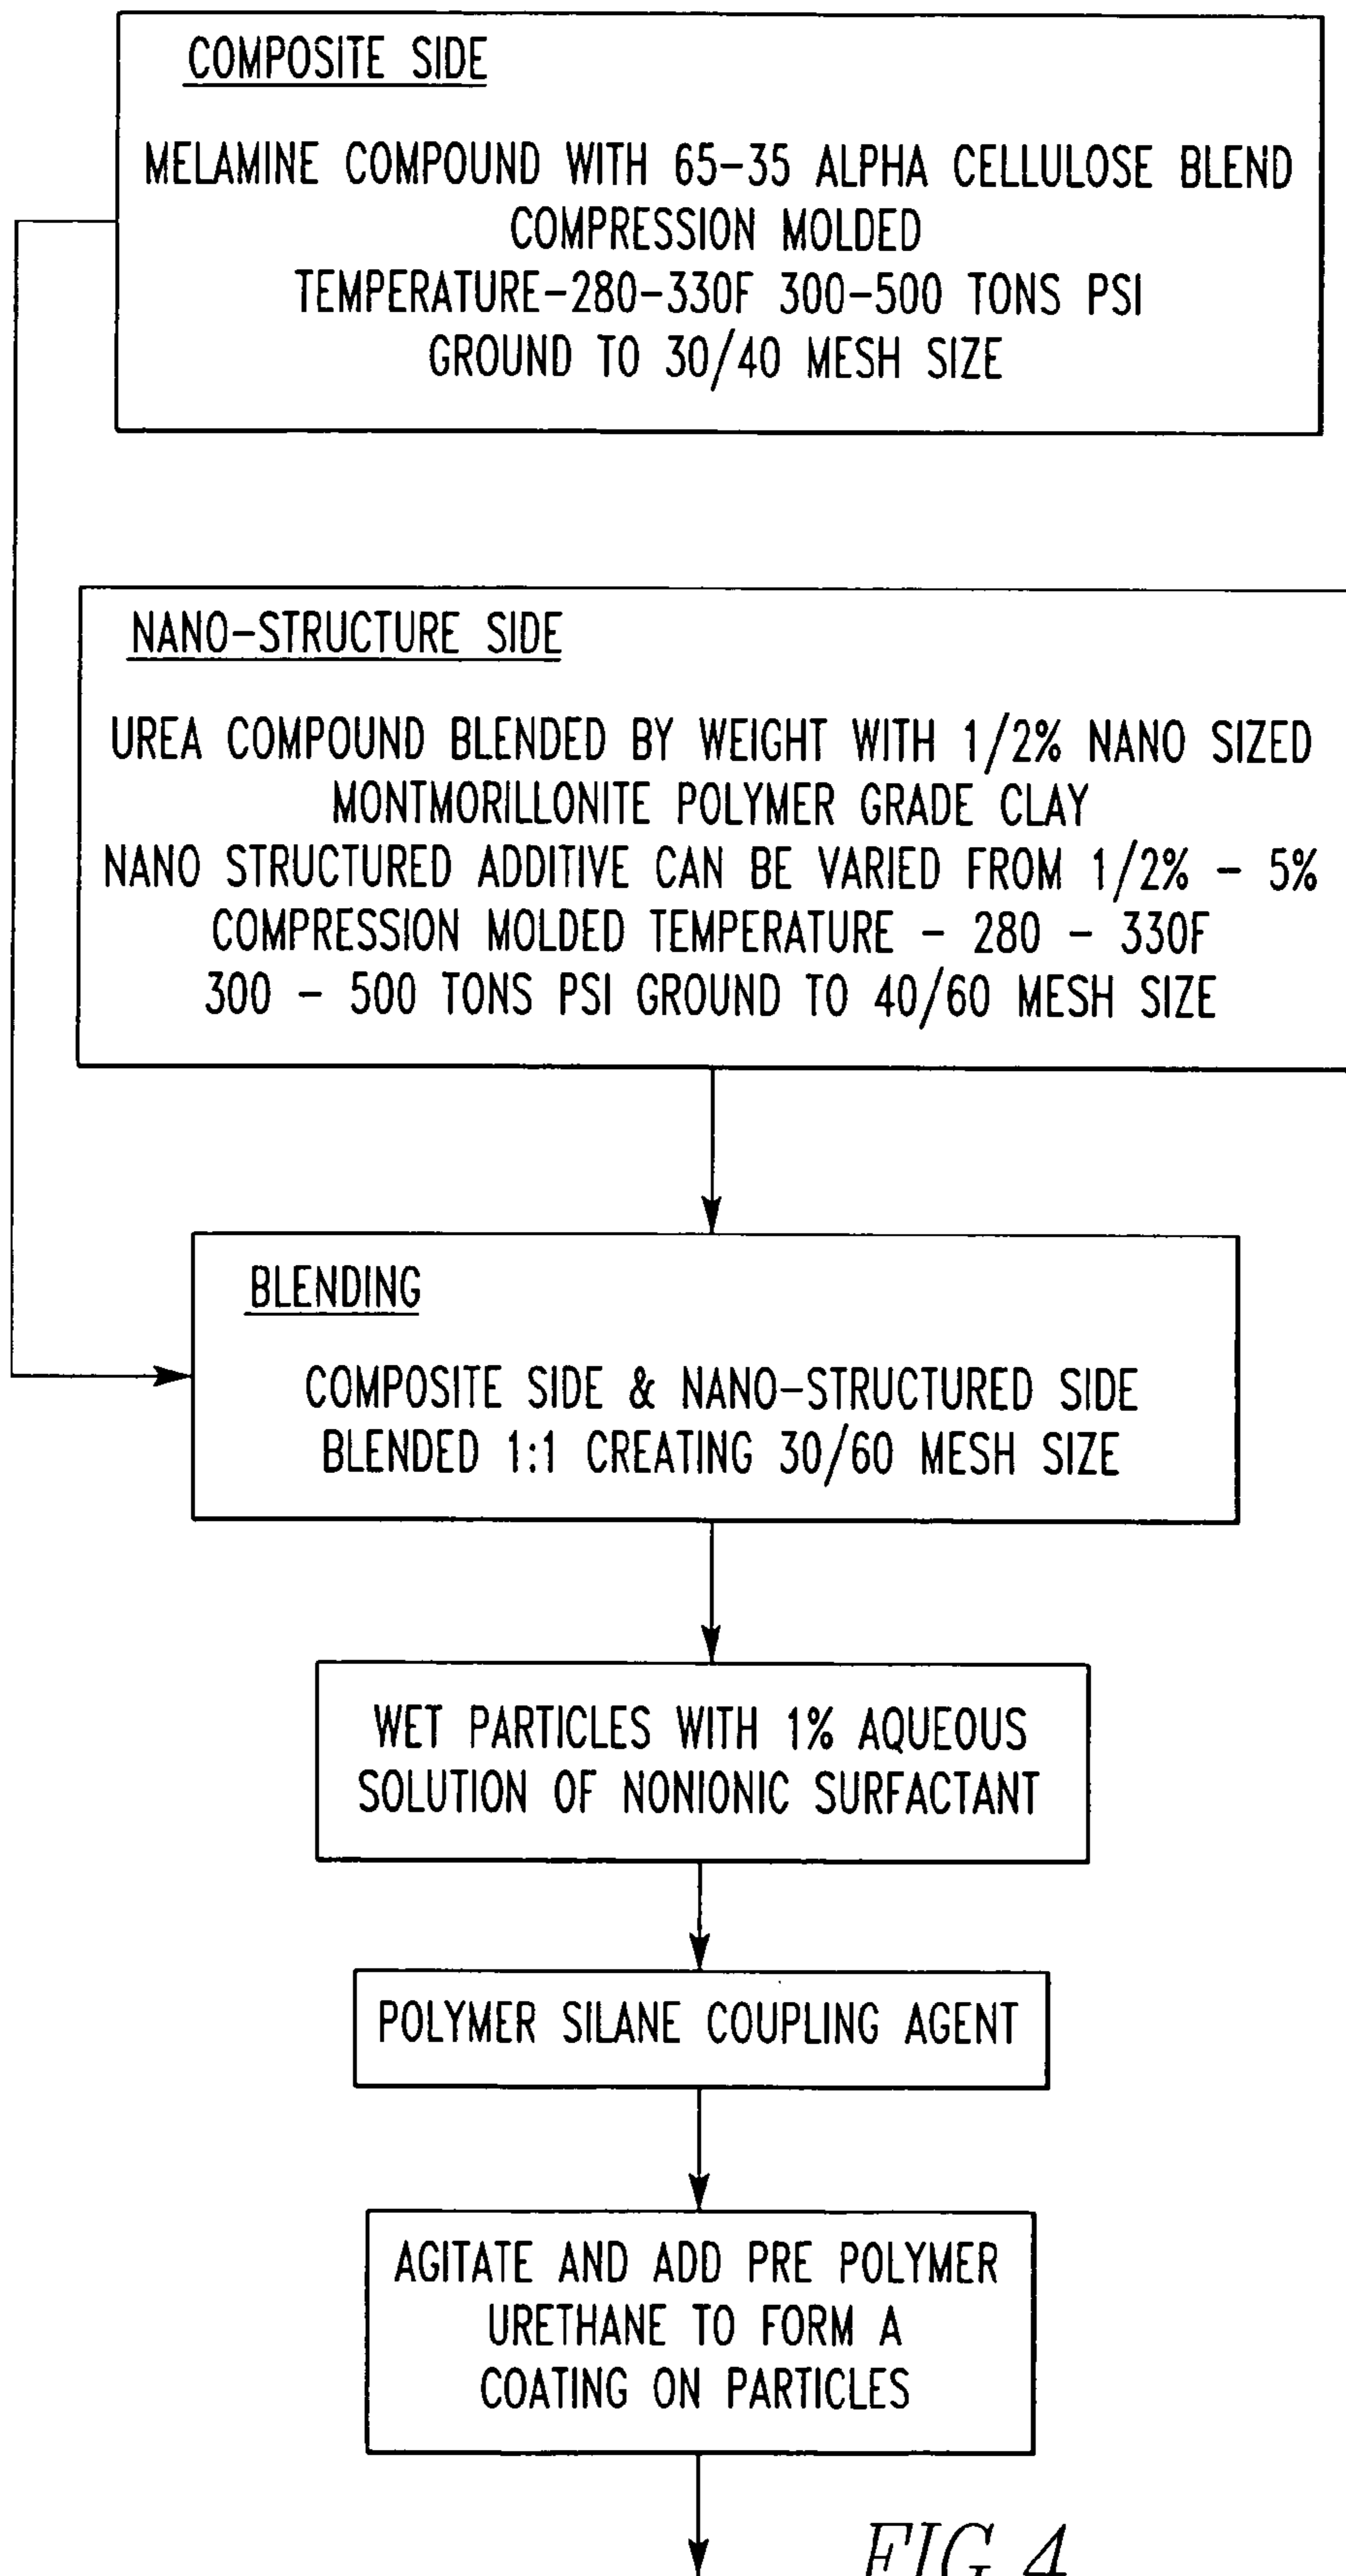 COMPOSITE SIDE
MELAMINE COMPOUND WITH 65-35 ALPHA CELLULOSE BLEND
COMPRESSION MOLDED
TEMPERATURE-280-330F 300-500 TONS PSI
GROUND TO 30/40 MESH SIZE
NANO-STRUCTURE SIDE
UREA COMPOUND BLENDED BY WEIGHT WITH 1/2% NANO SIZED
MONTMORILLONITE POLYMER GRADE CLAY
NANO STRUCTURED ADDITIVE CAN BE VARIED FROM 1/2% - 5%
COMPRESSION MOLDED TEMPERATURE - 280 - 330F
300 - 500 TONS PSI GROUND TO 40/60 MESH SIZE
BLENDING
COMPOSITE SIDE & NANO-STRUCTURED SIDE
BLENDED 1:1 CREATING 30/60 MESH SIZE
WET PARTICLES WITH 1% AQUEOUS
SOLUTION OF NONIONIC SURFACTANT
POLYMER SILANE COUPLING AGENT
AGITATE AND ADD PRE POLYMER
URETHANE TO FORM A
COATING ON PARTICLES
FIG. 4